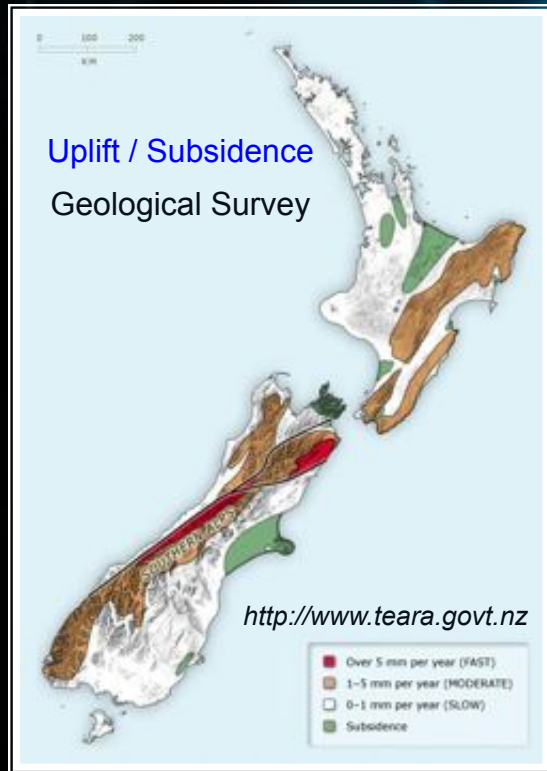 0 100 200
KM
Uplift / Subsidence
Geological Survey
SOUTHERN ALPS
http://www.teara.govt.nz
Over 5 mm per year (FAST)
1–5 mm per year (MODERATE)
0–1 mm per year (SLOW)
Subsidence